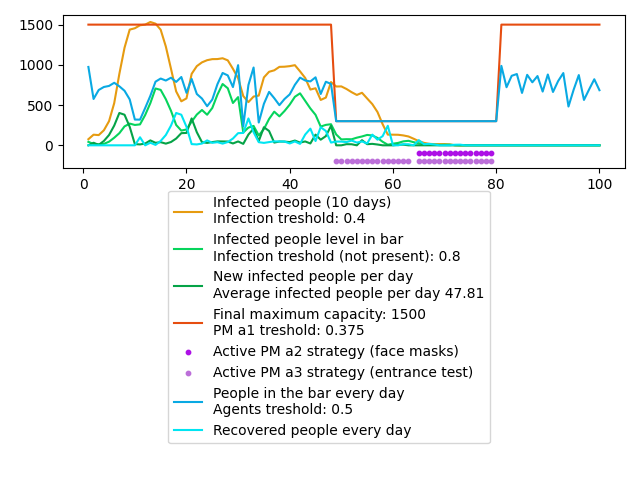 1500
1000
500
0
0 20 40 60 80 100
Infected people (10 days)
Infection treshold: 0.4
Infected people level in bar
Infection treshold (not present): 0.8
New infected people per day
Average infected people per day 47.81
Final maximum capacity: 1500
PM a1 treshold: 0.375
Active PM a2 strategy (face masks)
Active PM a3 strategy (entrance test)
People in the bar every day
Agents treshold: 0.5
Recovered people every day